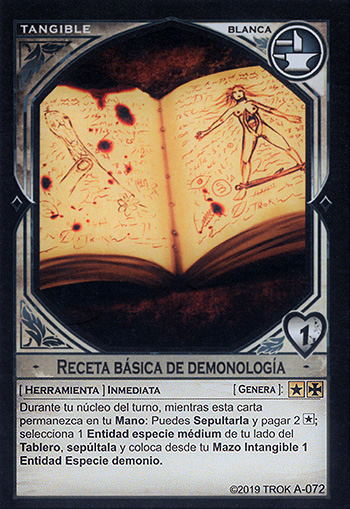 TANGIBLE
BLANCA
TROK
1
- RECETA BÁSICA DE DEMONOLOGÍA -
[ HERRAMIENTA ] INMEDIATA [ GENERA ]:
Durante tu núcleo del turno, mientras esta carta
permanezca en tu Mano: Puedes Sepultarla y pagar 2 ;
selecciona 1 Entidad especie médium de tu lado del
Tablero, sepúltala y coloca desde tu Mazo Intangible 1
Entidad Especie demonio.
©2019 TROK A-072